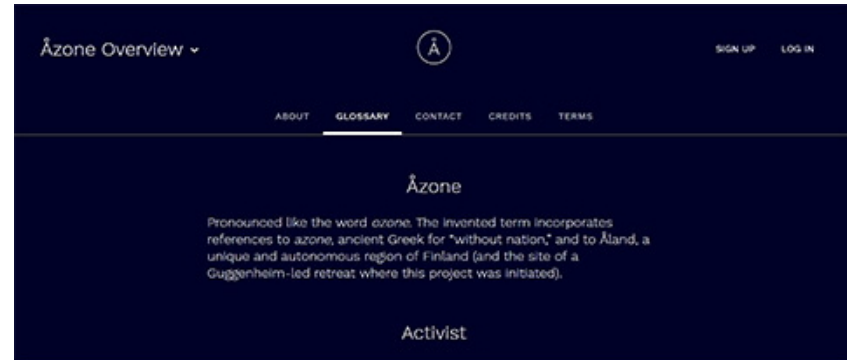 Åzone Overview
Å
SIGN UP LOG IN
ABOUT GLOSSARY CONTACT CREDITS TERMS
Åzone
Pronounced like the word ozone. The invented term incorporates
references to azone, ancient Greek for "without nation," and to Åland, a
unique and autonomous region of Finland (and the site of a
Guggenheim-led retreat where this project was initiated).
Activist